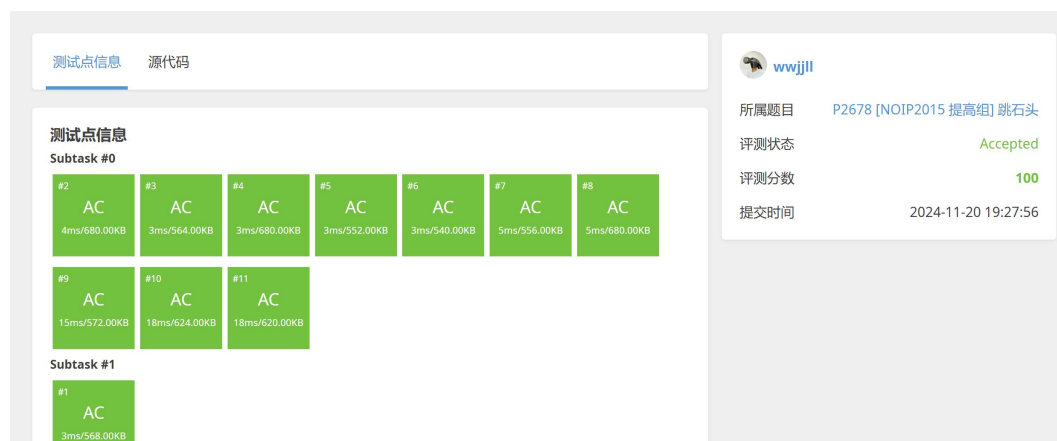 测试点信息 源代码
测试点信息
Subtask #0
#2 #3 #4 #5 #6 #7 #8
AC AC AC AC AC AC AC
4ms/680.00KB 3ms/564.00KB 3ms/680.00KB 3ms/552.00KB 3ms/540.00KB 5ms/556.00KB 5ms/680.00KB
#9 #10 #11
AC AC AC
15ms/572.00KB 18ms/624.00KB 18ms/620.00KB
Subtask #1
#1
AC
3ms/568.00KB
wwjjll
所属题目 P2678 [NOIP2015 提高组] 跳石头
评测状态 Accepted
评测分数 100
提交时间 2024-11-20 19:27:56